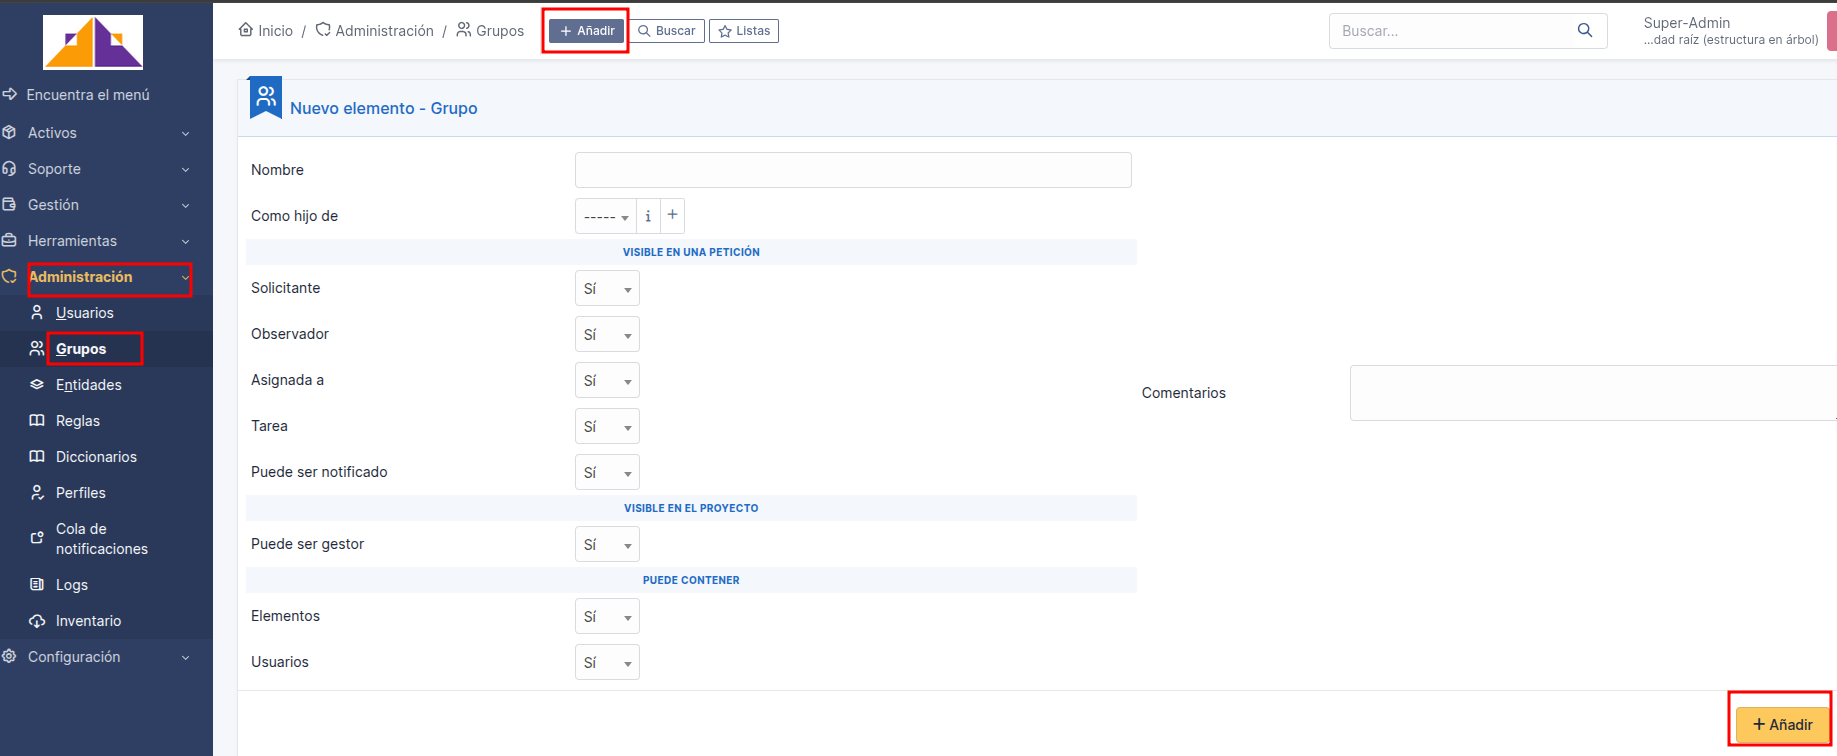 Inicio / Administración / Grupos
+ Añadir
Buscar
Listas
Buscar...
Super-Admin
...dad raíz (estructura en árbol)
Encuentra el menú
Activos
Soporte
Gestión
Herramientas
Administración
Usuarios
Grupos
Entidades
Reglas
Diccionarios
Perfiles
Cola de
notificaciones
Logs
Inventario
Configuración
Nuevo elemento - Grupo
Nombre
Como hijo de
-----
i
+
VISIBLE EN UNA PETICIÓN
Solicitante
Sí
Observador
Sí
Asignada a
Sí
Tarea
Sí
Puede ser notificado
Sí
VISIBLE EN EL PROYECTO
Puede ser gestor
Sí
PUEDE CONTENER
Elementos
Sí
Usuarios
Sí
Comentarios
+ Añadir